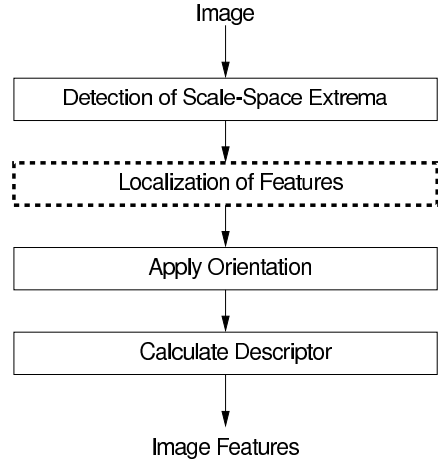 Image
Detection of Scale-Space Extrema
Localization of Features
Apply Orientation
Calculate Descriptor
Image Features